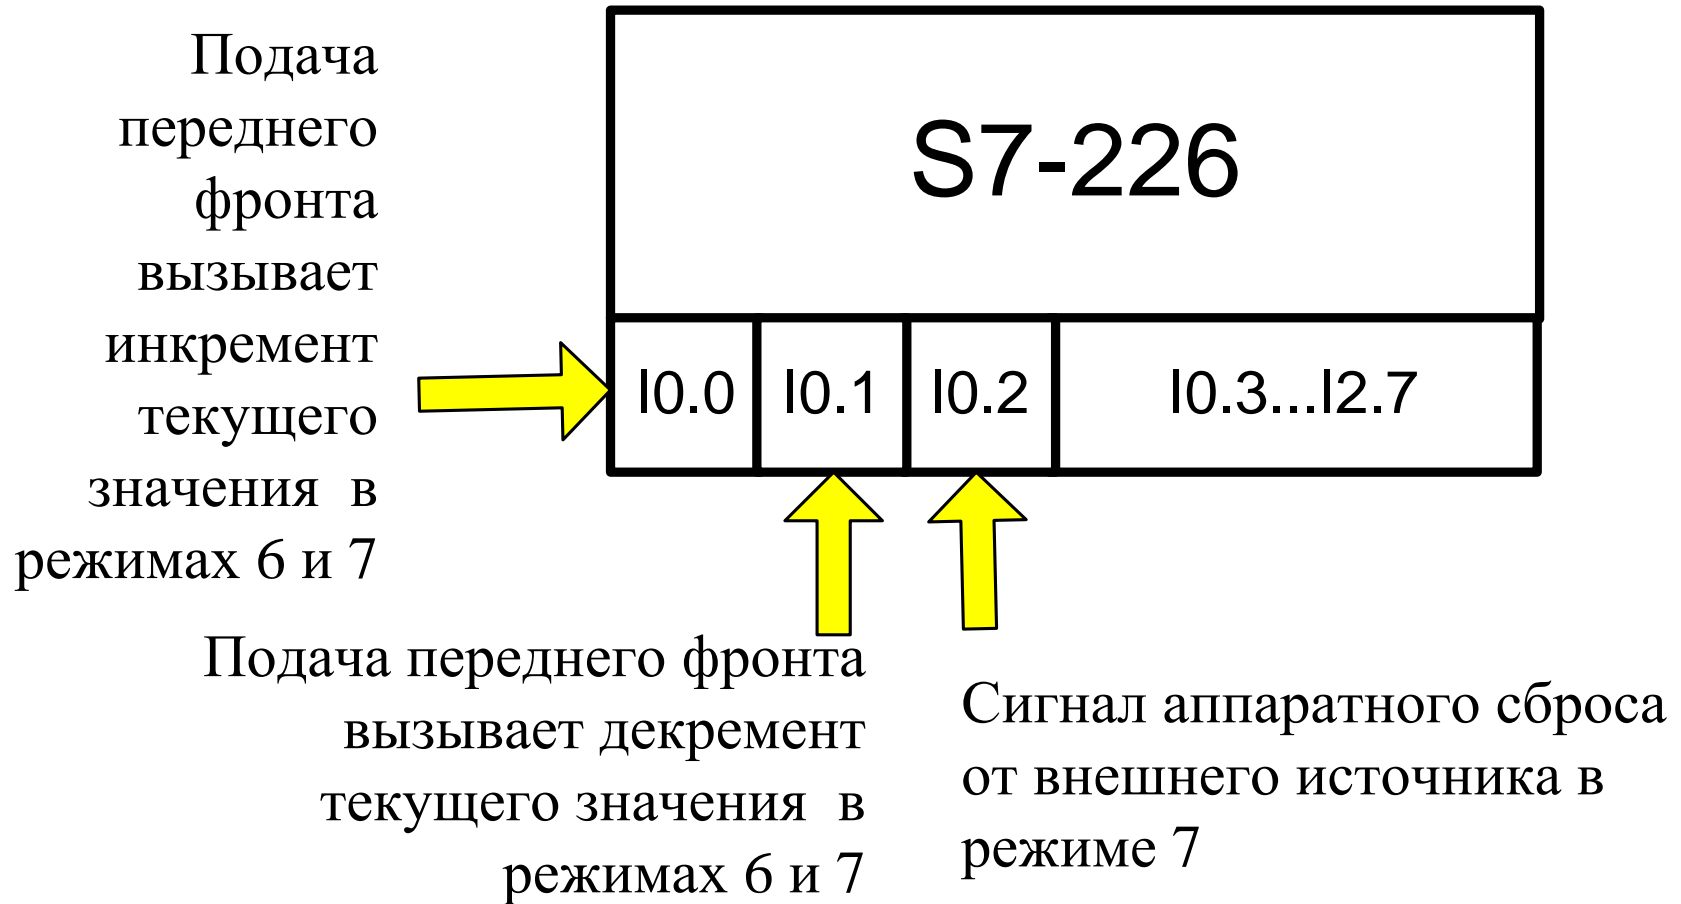 Подача
переднего
фронта
вызывает
инкремент
текущего
значения в
режимах 6 и 7
S7-226
I0.0
I0.1
I0.2
I0.3...I2.7
Подача переднего фронта
вызывает декремент
текущего значения в
режимах 6 и 7
Сигнал аппаратного сброса
от внешнего источника в
режиме 7